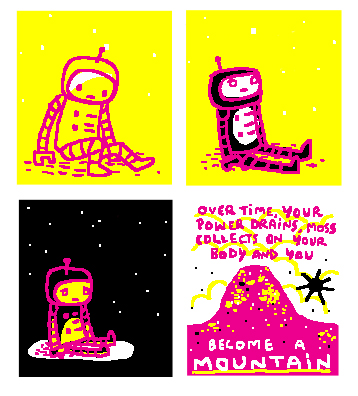 OVER TIME, YOUR
POWER DRAINS, MOSS
COLLECTS ON YOUR
BODY AND YOU
BECOME A
MOUNTAIN